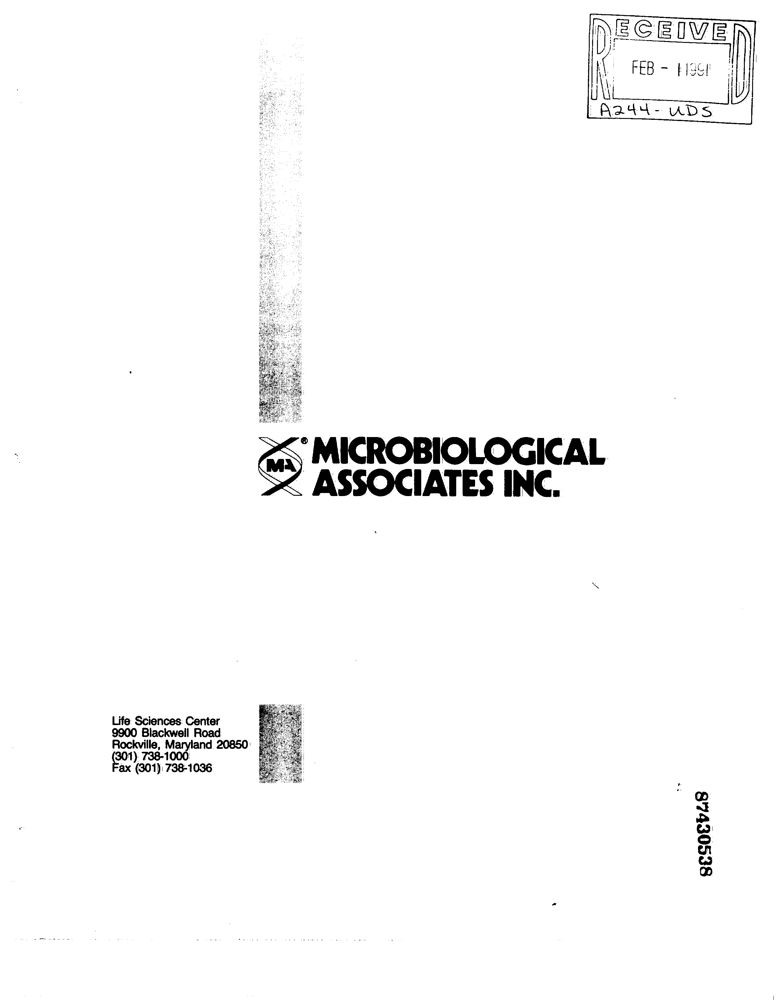 RECEIVED
FEB - 1 1991
A244-UDS
MA ® MICROBIOLOGICAL
ASSOCIATES INC.
Life Sciences Center
9900 Blackwell Road
Rockville, Maryland 20850
(301) 738-1000
Fax (301) 738-1036
87430538